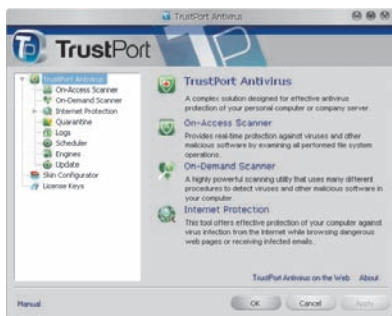 TrustPort Antivirus
TrustPort
TrustPort Antivirus
On-Access Scanner
On-Demand Scanner
Internet Protection
Quarantine
Logs
Scheduler
Engines
Update
Skin Configurator
License Keys
TrustPort Antivirus
A complex solution designed for effective antivirus
protection of your personal computer or company server.
On-Access Scanner
Provides real-time protection against viruses and other
malicious software by examining all performed file system
operations.
On-Demand Scanner
A highly powerful scanning utility that uses many different
procedures to detect viruses and other malicious software in
your computer.
Internet Protection
This tool offers effective protection of your computer against
virus infection from the Internet while browsing dangerous
web pages or receiving infected emails.
TrustPort Antivirus on the Web About
Manual
OK Cancel Apply